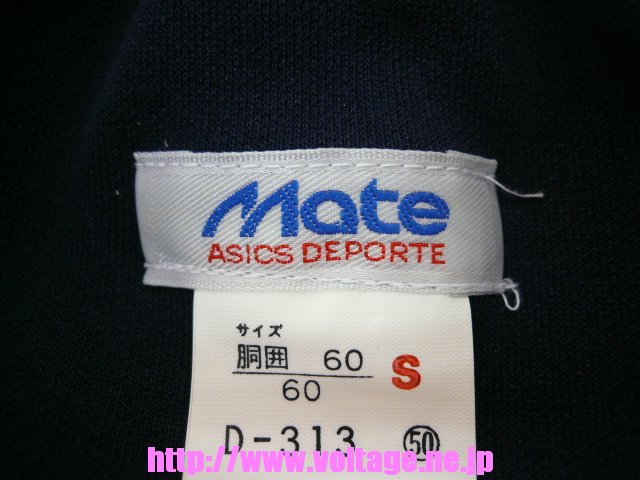 Mate
ASICS DEPORTE
サイズ
胴囲 60 S
60
D-313 ㊿
http://www.voltage.ne.jp